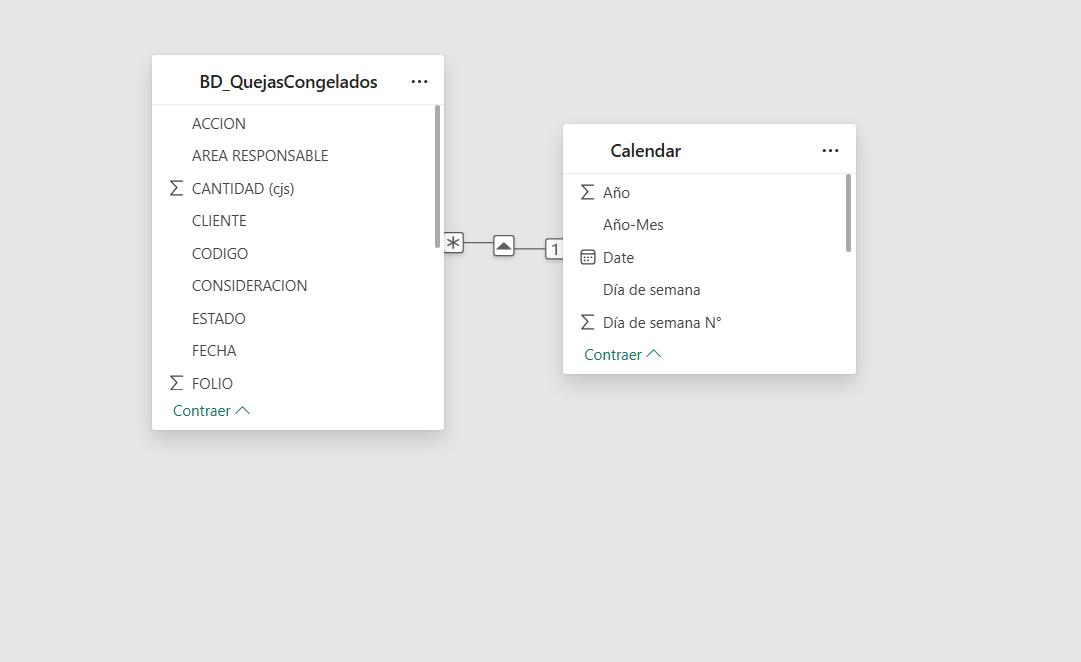 BD_QuejasCongelados
ACCION
AREA RESPONSABLE
CANTIDAD (cjs)
CLIENTE
CODIGO
CONSIDERACION
ESTADO
FECHA
FOLIO
Contraer
1
Calendar
Año
Año-Mes
Date
Día de semana
Día de semana N°
Contraer